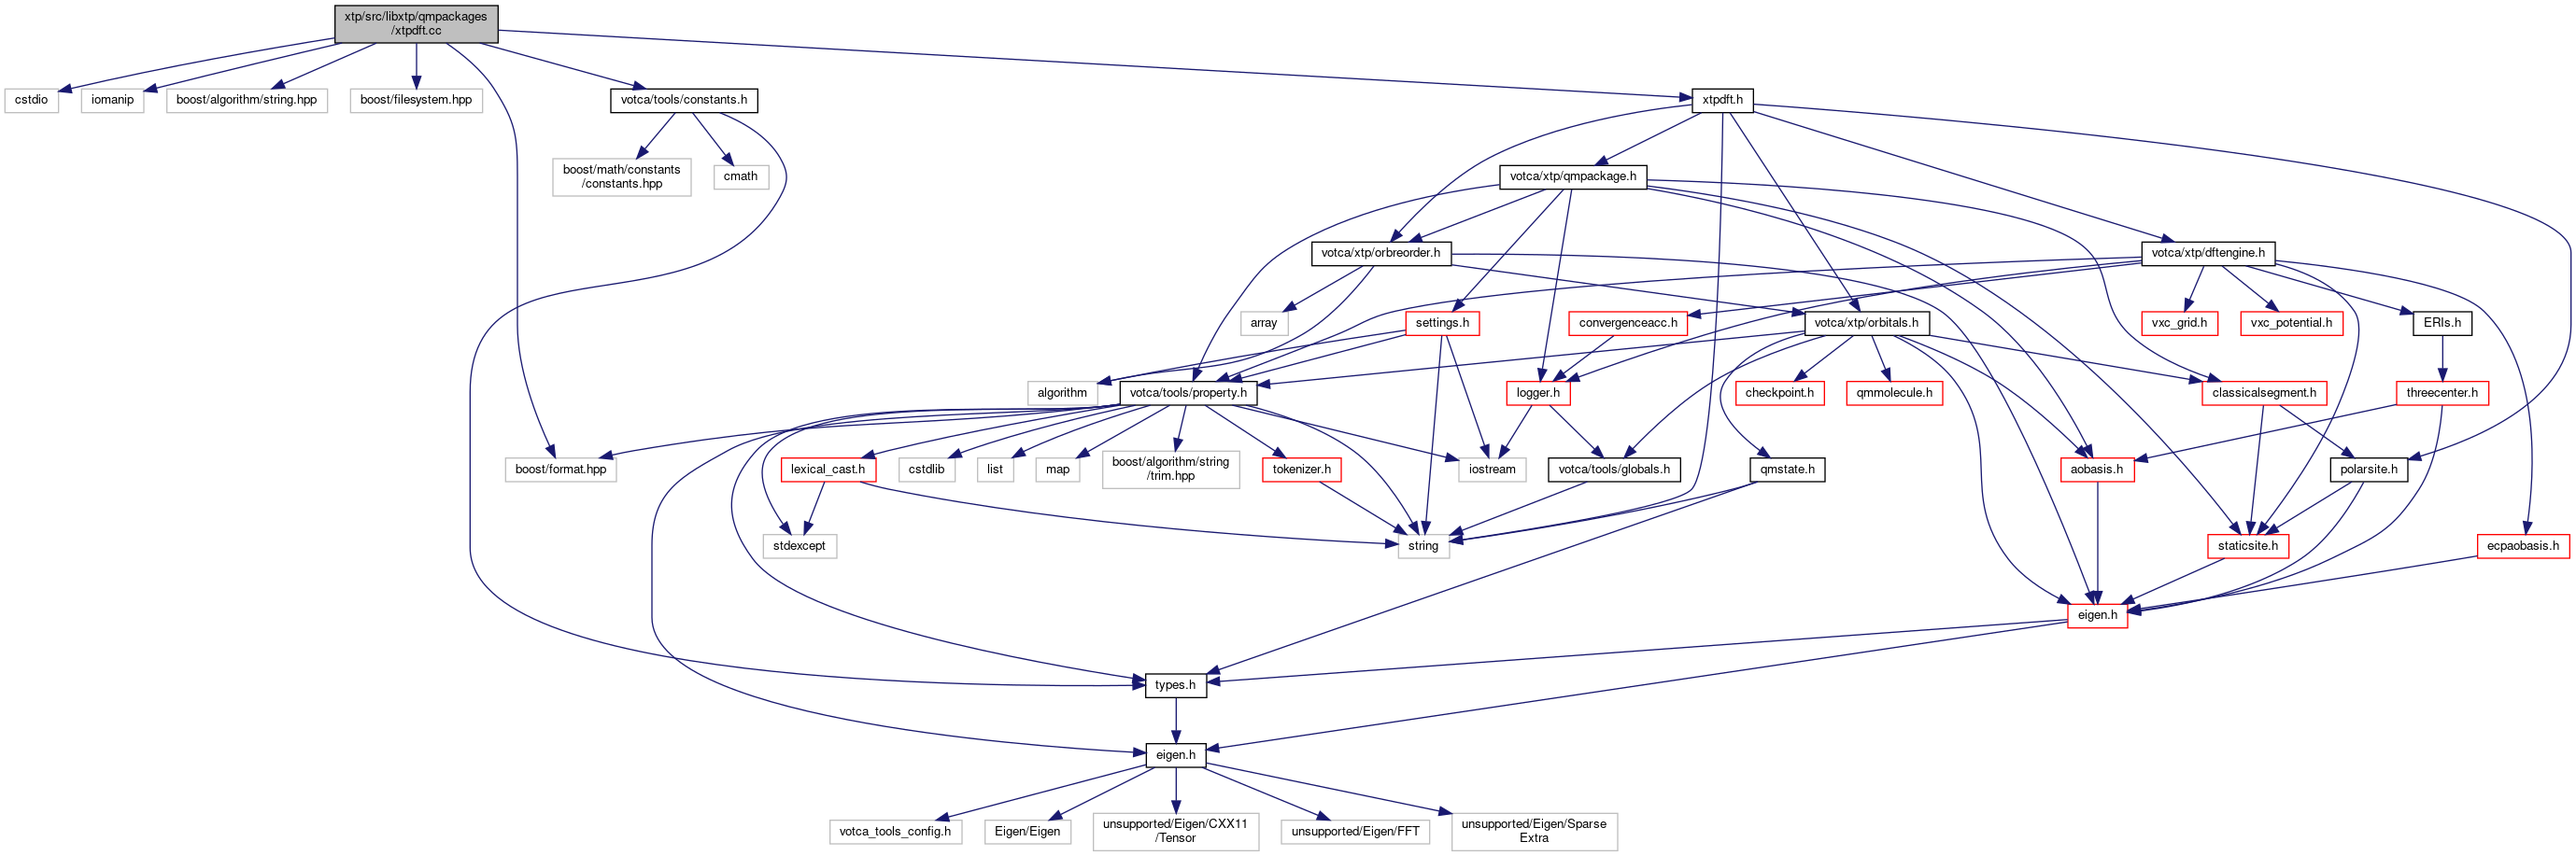 xtp/src/libxtp/qmpackages
/xtpdft.cc
cstdio
iomanip
boost/algorithm/string.hpp
boost/filesystem.hpp
votca/tools/constants.h
xtpdft.h
boost/math/constants
/constants.hpp
cmath
votca/xtp/qmpackage.h
votca/xtp/orbreorder.h
votca/xtp/dftengine.h
array
settings.h
convergenceacc.h
votca/xtp/orbitals.h
vxc_grid.h
vxc_potential.h
ERIs.h
algorithm
votca/tools/property.h
logger.h
checkpoint.h
qmmolecule.h
classicalsegment.h
threecenter.h
boost/format.hpp
lexical_cast.h
cstdlib
list
map
boost/algorithm/string
/trim.hpp
tokenizer.h
iostream
votca/tools/globals.h
qmstate.h
aobasis.h
polarsite.h
stdexcept
string
staticsite.h
ecpaobasis.h
eigen.h
types.h
eigen.h
votca_tools_config.h
Eigen/Eigen
unsupported/Eigen/CXX11
/Tensor
unsupported/Eigen/FFT
unsupported/Eigen/Sparse
Extra